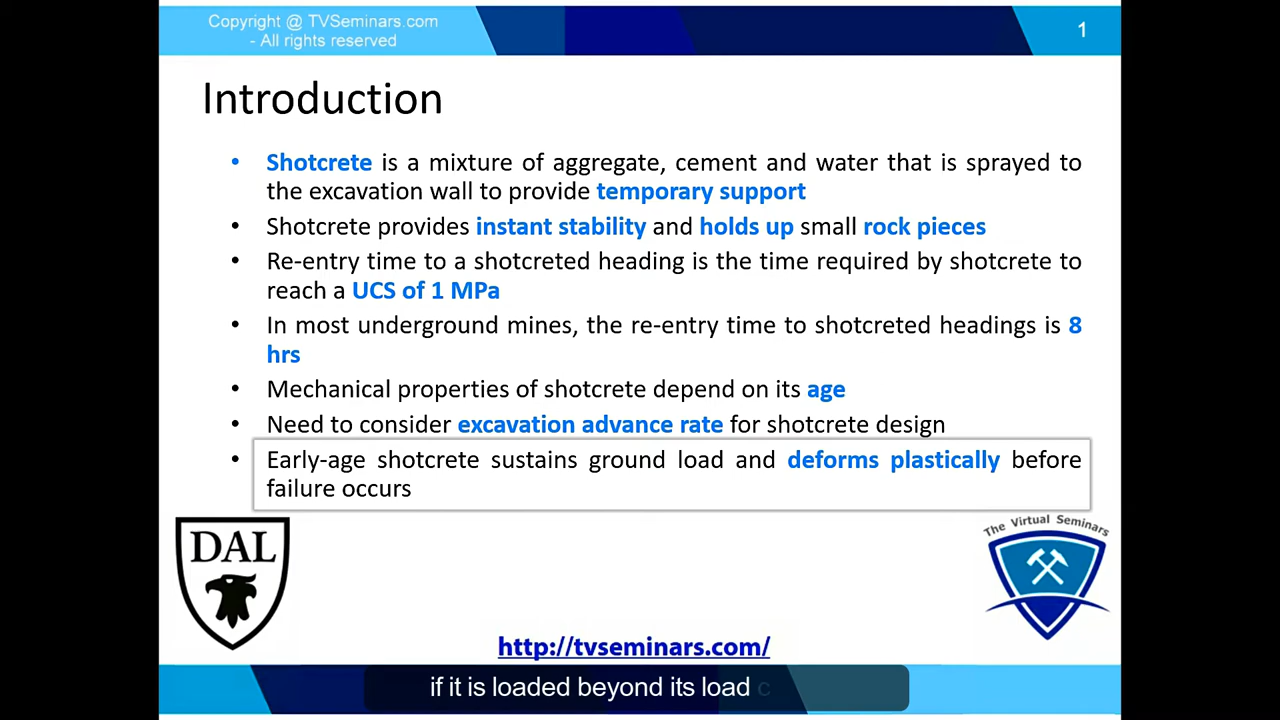 Copyright @ TVSeminars.com
- All rights reserved
1
Introduction
• Shotcrete is a mixture of aggregate, cement and water that is sprayed to
the excavation wall to provide temporary support
• Shotcrete provides instant stability and holds up small rock pieces
• Re-entry time to a shotcreted heading is the time required by shotcrete to
reach a UCS of 1 MPa
• In most underground mines, the re-entry time to shotcreted headings is 8
hrs
• Mechanical properties of shotcrete depend on its age
• Need to consider excavation advance rate for shotcrete design
• Early-age shotcrete sustains ground load and deforms plastically before
failure occurs
DAL
The Virtual Seminars
http://tvseminars.com/
if it is loaded beyond its load c